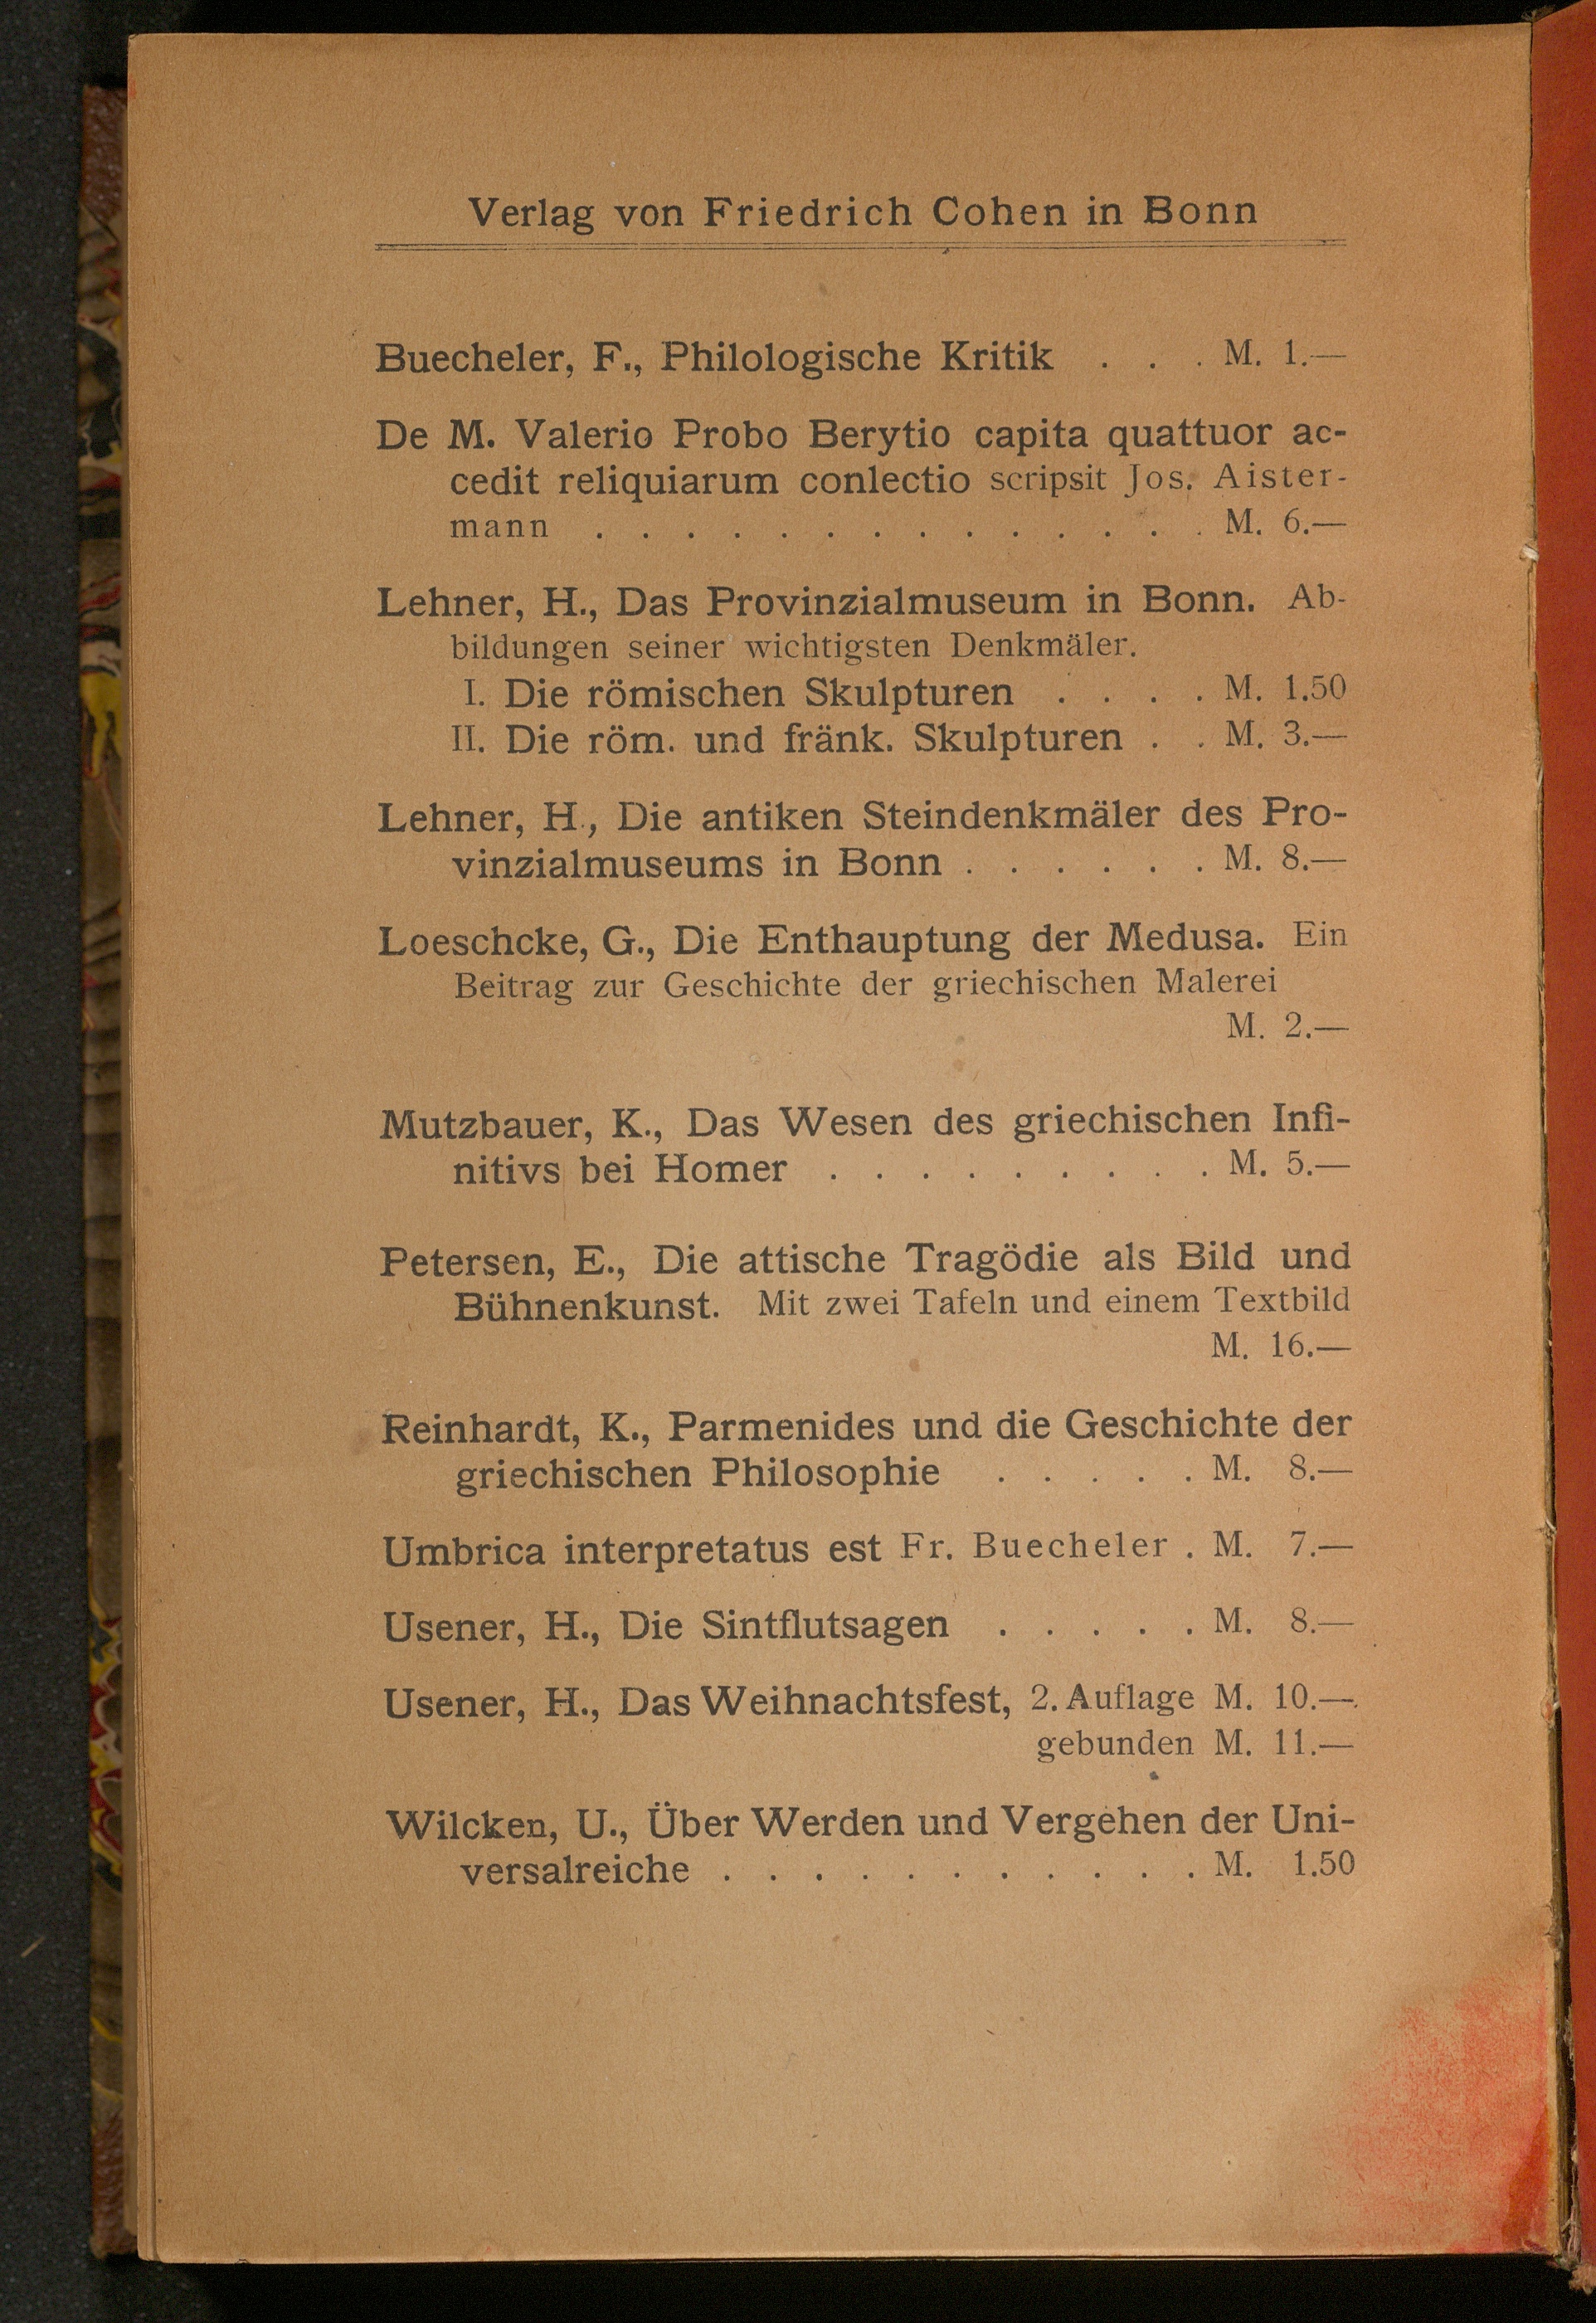 Verlag von Friedrich Cohen in Bonn
Buecheler, F., Philologische Kritik . . . M. 1.—
De M. Valerio Probo Berytio capita quattuor ac-
cedit reliquiarum conlectio scripsit Jos. Aister-
mann . . . . . . . . . . . . . . M. 6.—
Lehner, H., Das Provinzialmuseum in Bonn. Ab-
bildungen seiner wichtigsten Denkmäler.
I. Die römischen Skulpturen . . . . M. 1.50
II. Die röm. und fränk. Skulpturen . . M. 3.—
Lehner, H., Die antiken Steindenkmäler des Pro-
vinzialmuseums in Bonn . . . . . . M. 8.—
Loeschcke, G., Die Enthauptung der Medusa. Ein
Beitrag zur Geschichte der griechischen Malerei
M. 2.—
Mutzbauer, K., Das Wesen des griechischen Infi-
nitivs bei Homer . . . . . . . . . M. 5.—
Petersen, E., Die attische Tragödie als Bild und
Bühnenkunst. Mit zwei Tafeln und einem Textbild
M. 16.—
Reinhardt, K., Parmenides und die Geschichte der
griechischen Philosophie . . . . . M. 8.—
Umbrica interpretatus est Fr. Buecheler . M. 7.—
Usener, H., Die Sintflutsagen . . . . . M. 8.—
Usener, H., Das Weihnachtsfest, 2. Auflage M. 10.—.
gebunden M. 11.—
Wilcken, U., Über Werden und Vergehen der Uni-
versalreiche . . . . . . . . . . . M. 1.50